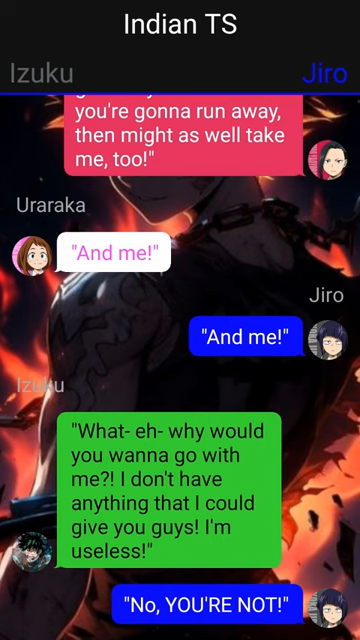 Indian TS
Izuku Jiro
you're gonna run away,
then might as well take
me, too!"
Uraraka
"And me!"
Jiro
"And me!"
Izuku
"What- eh- why would
you wanna go with
me?! I don't have
anything that I could
give you guys! I'm
useless!"
"No, YOU'RE NOT!"